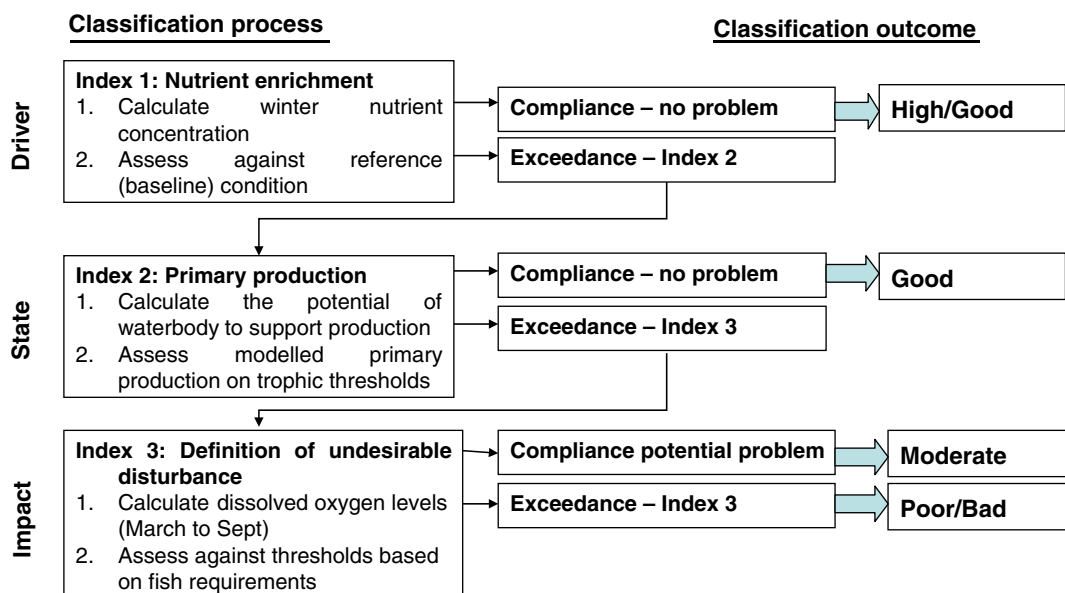 Classification process
Classification outcome
Driver
Index 1: Nutrient enrichment
1. Calculate winter nutrient
concentration
2. Assess against reference
(baseline) condition
Compliance – no problem
High/Good
Exceedance – Index 2
State
Index 2: Primary production
1. Calculate the potential of
waterbody to support production
2. Assess modelled primary
production on trophic thresholds
Compliance – no problem
Good
Exceedance – Index 3
Impact
Index 3: Definition of undesirable
disturbance
1. Calculate dissolved oxygen levels
(March to Sept)
2. Assess against thresholds based
on fish requirements
Compliance potential problem
Moderate
Exceedance – Index 3
Poor/Bad